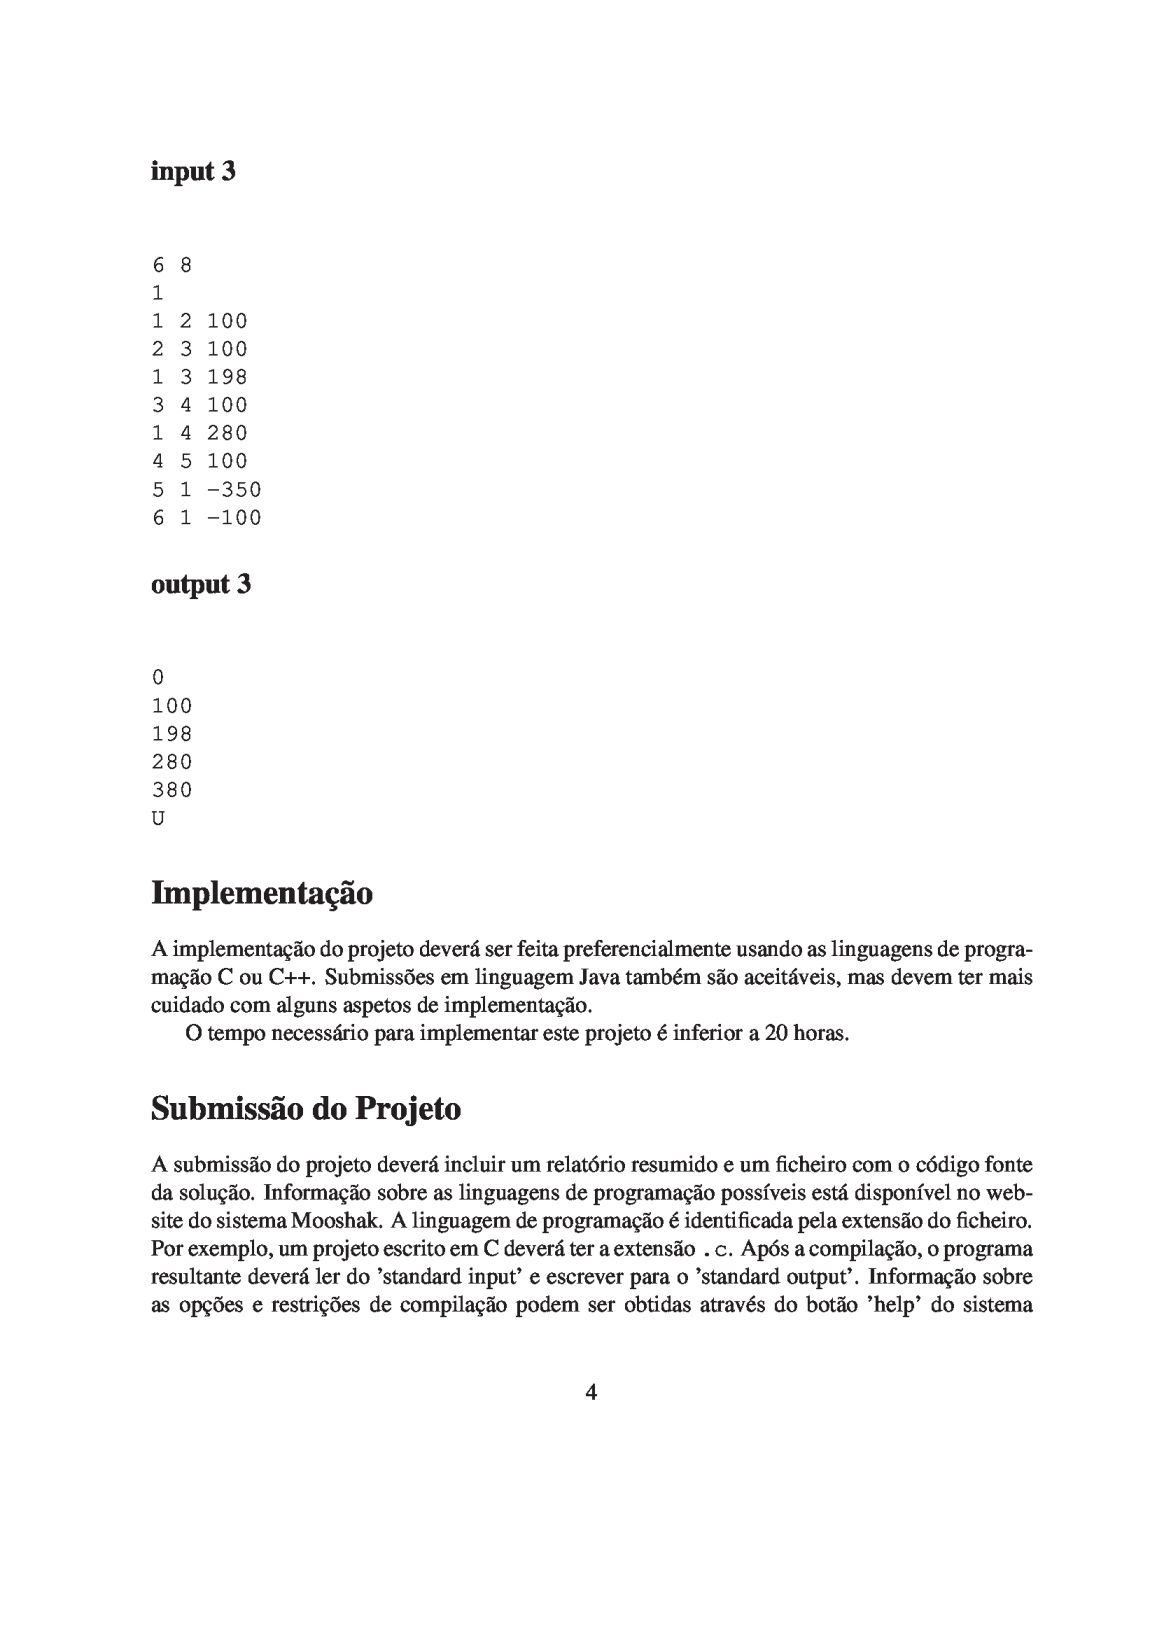 input 3
6 8
1
1 2 100
2 3 100
1 3 198
3 4 100
1 4 280
4 5 100
5 1 -350
6 1 -100
output 3
0
100
198
280
380
U
Implementação
A implementação do projeto deverá ser feita preferencialmente usando as linguagens de progra-
mação C ou C++. Submissões em linguagem Java também são aceitáveis, mas devem ter mais
cuidado com alguns aspetos de implementação.
O tempo necessário para implementar este projeto é inferior a 20 horas.
Submissão do Projeto
A submissão do projeto deverá incluir um relatório resumido e um ficheiro com o código fonte
da solução. Informação sobre as linguagens de programação possíveis está disponível no web-
site do sistema Mooshak. A linguagem de programação é identificada pela extensão do ficheiro.
Por exemplo, um projeto escrito em C deverá ter a extensão .c. Após a compilação, o programa
resultante deverá ler do ’standard input’ e escrever para o ’standard output’. Informação sobre
as opções e restrições de compilação podem ser obtidas através do botão ’help’ do sistema
4